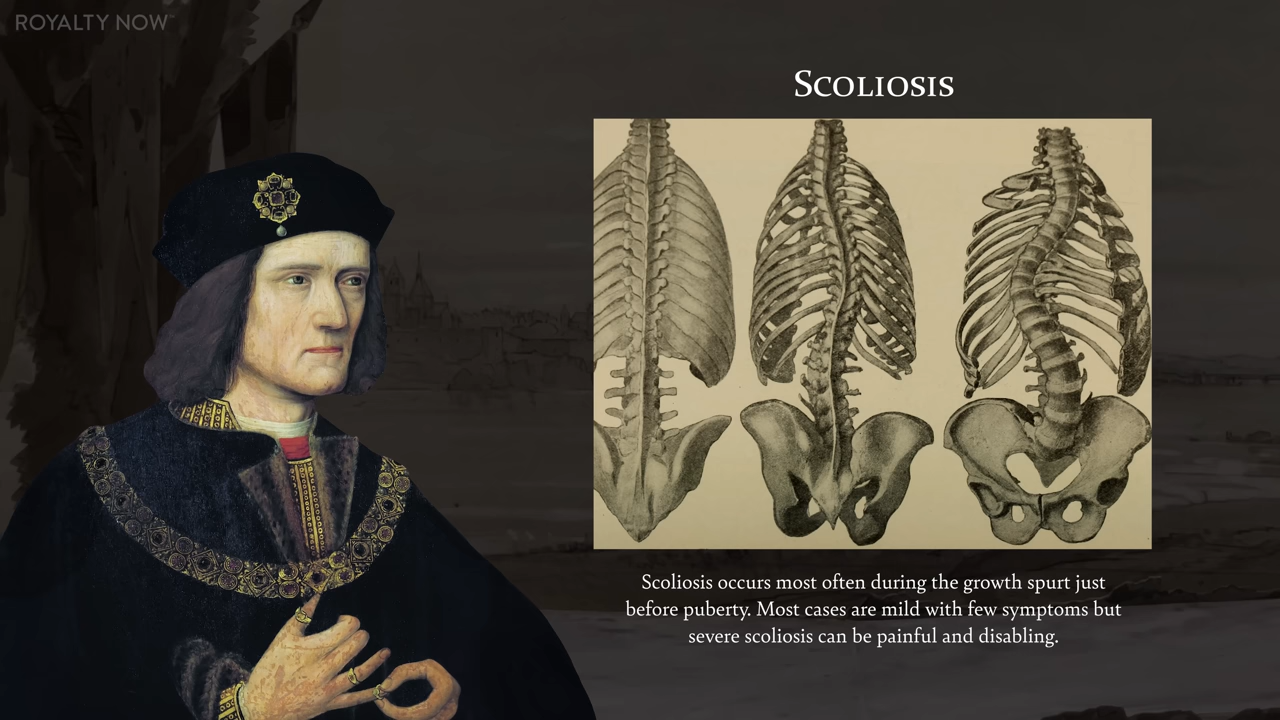 ROYALTY NOW™
Scoliosis
Scoliosis occurs most often during the growth spurt just
before puberty. Most cases are mild with few symptoms but
severe scoliosis can be painful and disabling.